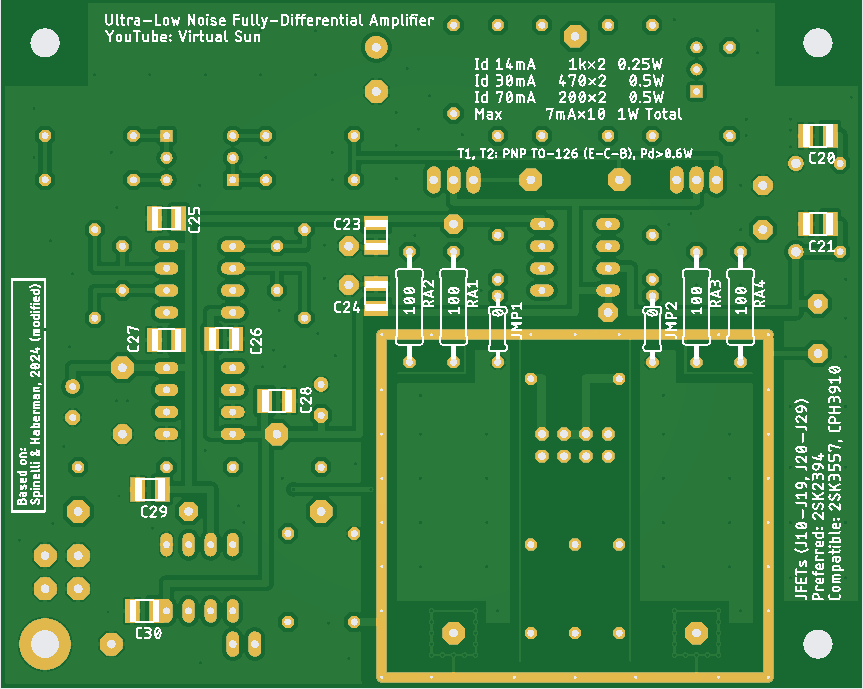 Ultra-Low Noise Fully-Differential Amplifier
YouTube: Virtual Sun
Id 14mA 1k×2 0.25W
Id 30mA 470×2 0.5W
Id 70mA 200×2 0.5W
Max 7mA×10 1W Total
T1, T2: PNP TO-126 (E-C-B), Pd>0.6W
C20
C25
C23
C21
C24
100
RA2
100
RA1
0
JMP1
0
JMP2
100
RA3
100
RA4
C27
C26
C28
Based on:
Spinelli & Haberman, 2024 (modified)
C29
C30
JFETs (J10-J19, J20-J29)
Preferred: 2SK2394
Compatible: 2SK3557, CPH3910